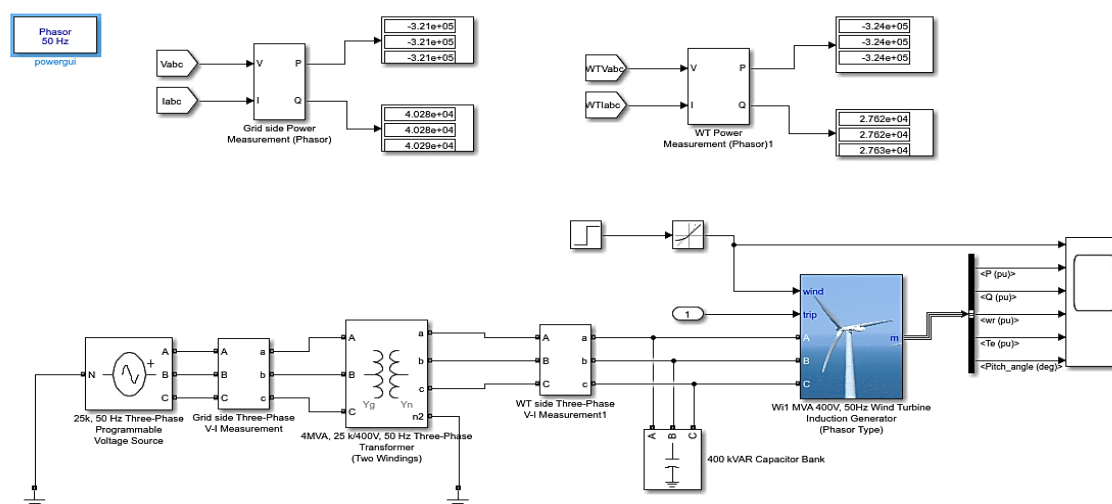 Phasor
50 Hz
powergui
Vabc
Iabc
V
I
P
Q
Grid side Power
Measurement (Phasor)
-3.21e+05
-3.21e+05
-3.21e+05
4.028e+04
4.028e+04
4.029e+04
WTVabc
WTIabc
V
I
P
Q
WT Power
Measurement (Phasor)1
-3.24e+05
-3.24e+05
-3.24e+05
2.762e+04
2.762e+04
2.763e+04
N
A
B
C
25k, 50 Hz Three-Phase
Programmable
Voltage Source
A
B
C
a
b
c
Grid side Three-Phase
V-I Measurement
A
B
C
a
b
c
n2
Yg
Yn
4MVA, 25 k/400V, 50 Hz Three-Phase
Transformer
(Two Windings)
A
B
C
a
b
c
WT side Three-Phase
V-I Measurement1
A
B
C
400 kVAR Capacitor Bank
1
wind
trip
A
B
C
m
Wi1 MVA 400V, 50Hz Wind Turbine
Induction Generator
(Phasor Type)
<P (pu)>
<Q (pu)>
<wr (pu)>
<Te (pu)>
<Pitch_angle (deg)>